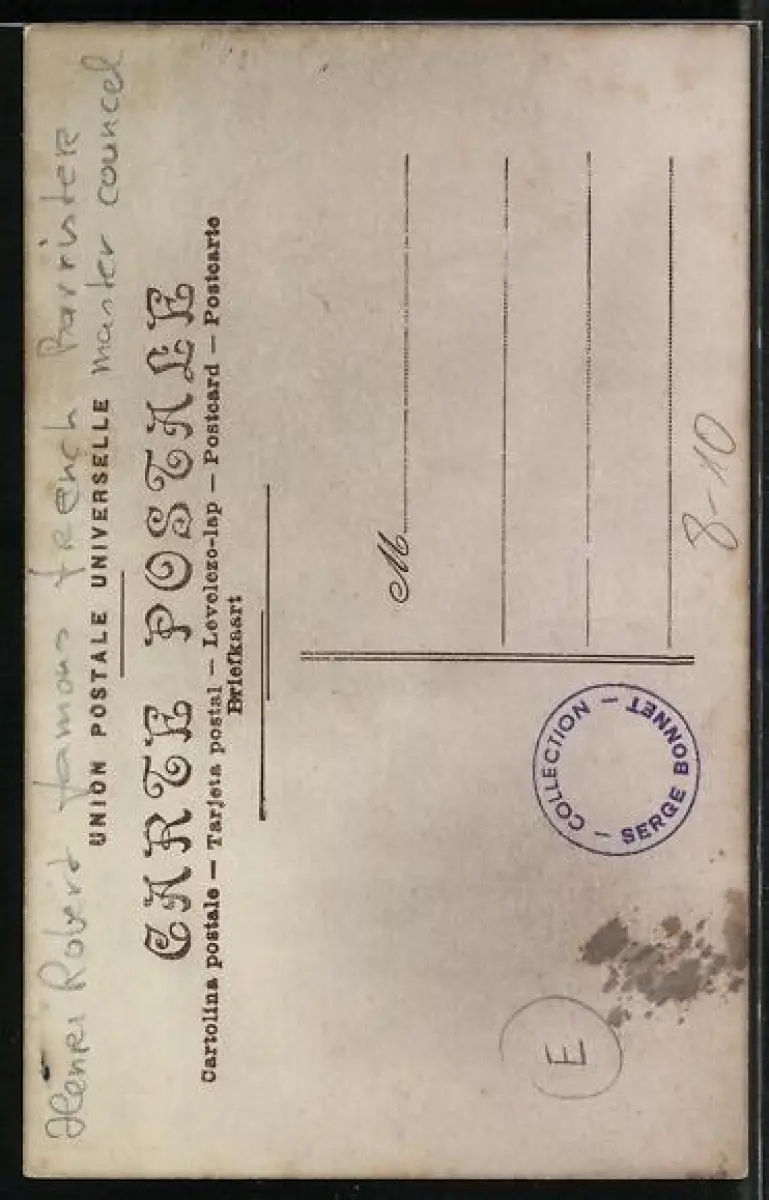 Henri Robert famous french barrister
master councel
UNION POSTALE UNIVERSELLE
CARTE POSTALE
Cartolina postale — Tarjeta postal — Levelezo-lap — Postcard — Postcarte
Briefkaart
M
8-10
COLLECTION — SERGE BONNET —
E